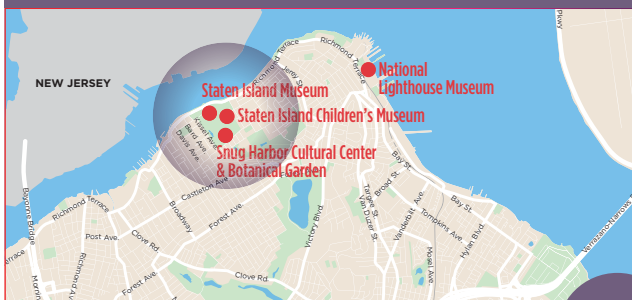 Pkwy
Richmond Terrace
Richmond Terrace
Jersey St.
NEW JERSEY
National
Lighthouse Museum
Staten Island Museum
Staten Island Children's Museum
Kissel Ave.
Bard Ave.
Davis Ave.
Snug Harbor Cultural Center
& Botanical Garden
Castleton Ave.
Bay St.
Broad St.
Targee St.
Van Duzer St.
Vanderbilt Ave.
Tompkins Ave.
Bay St.
Hylan Blvd.
Verrazano-Narrows
Bayonne Bridge
Richmond Terrace
Broadway
Forest Ave.
Victory Blvd.
Post Ave.
Clove Rd.
Richmond Ave.
Forest Ave.
Clove Rd.
Mosel Ave.